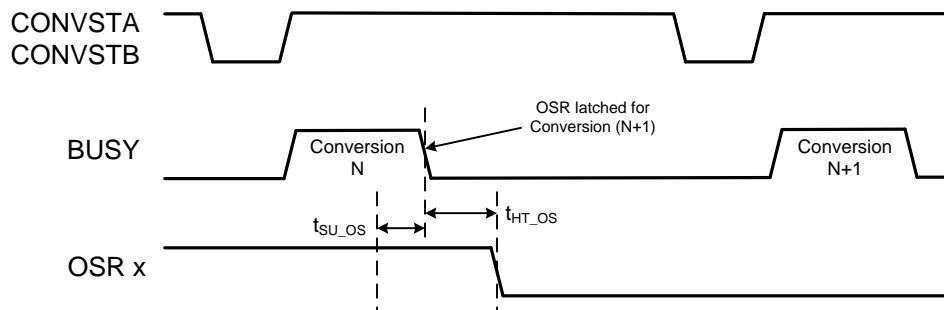 CONVSTA
CONVSTB
OSR latched for
Conversion (N+1)
BUSY
Conversion
N
Conversion
N+1
tSU_OS
tHT_OS
OSR x